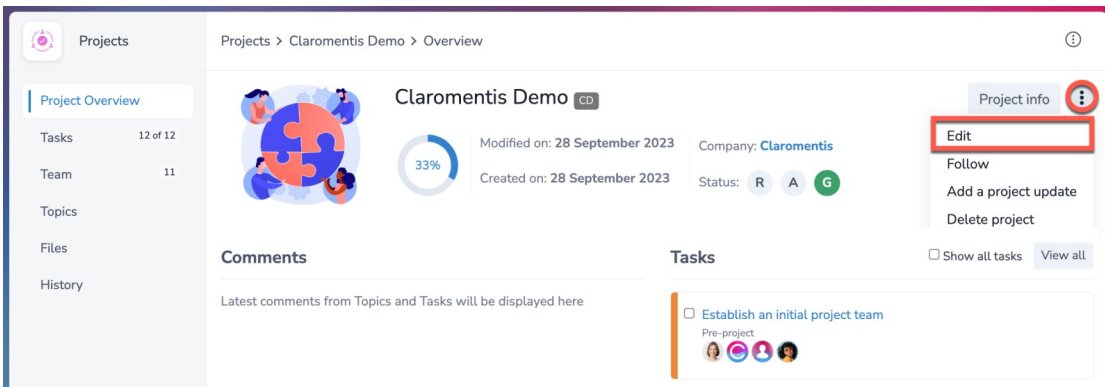 Projects
Projects > Claromentis Demo > Overview
Project Overview
Tasks 12 of 12
Team 11
Topics
Files
History
Claromentis Demo CD
33%
Modified on: 28 September 2023
Created on: 28 September 2023
Company: Claromentis
Status: R A G
Project info
Edit
Follow
Add a project update
Delete project
Comments
Latest comments from Topics and Tasks will be displayed here
Tasks
Show all tasks View all
Establish an initial project team
Pre-project